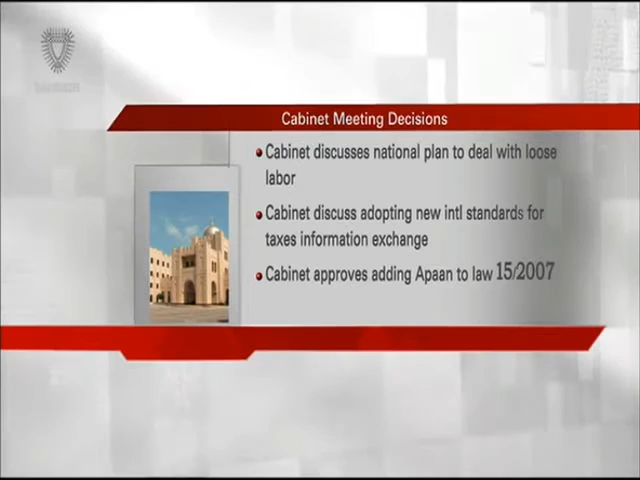 Cabinet Meeting Decisions
Cabinet discusses national plan to deal with loose
labor
Cabinet discuss adopting new intl standards for
taxes information exchange
Cabinet approves adding Apaan to law 15/2007